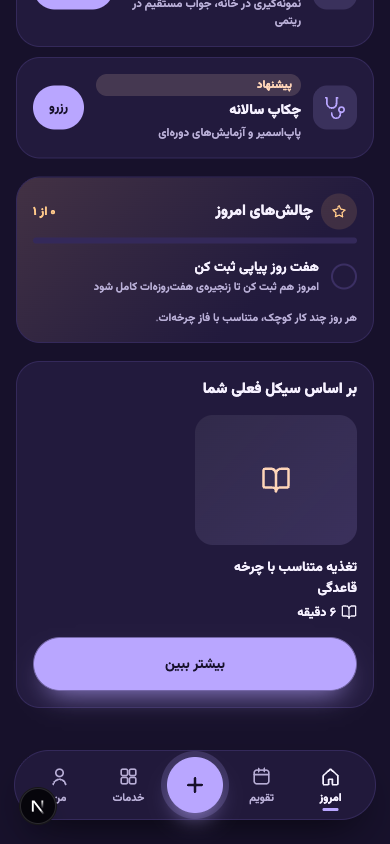 نمونه‌گیری در خانه، جواب مستقیم در
ریتمی
پیشنهاد
چکاپ سالانه
پاپ‌اسمیر و آزمایش‌های دوره‌ای
رزرو
چالش‌های امروز
۰ از ۱
هفت روز پیاپی ثبت کن
امروز هم ثبت کن تا زنجیره‌ی هفت‌روزه‌ات کامل شود
هر روز چند کار کوچک، متناسب با فاز چرخه‌ات.
بر اساس سیکل فعلی شما
تغذیه متناسب با چرخه
قاعدگی
۶ دقیقه
بیشتر ببین
امروز
تقویم
خدمات
من
N